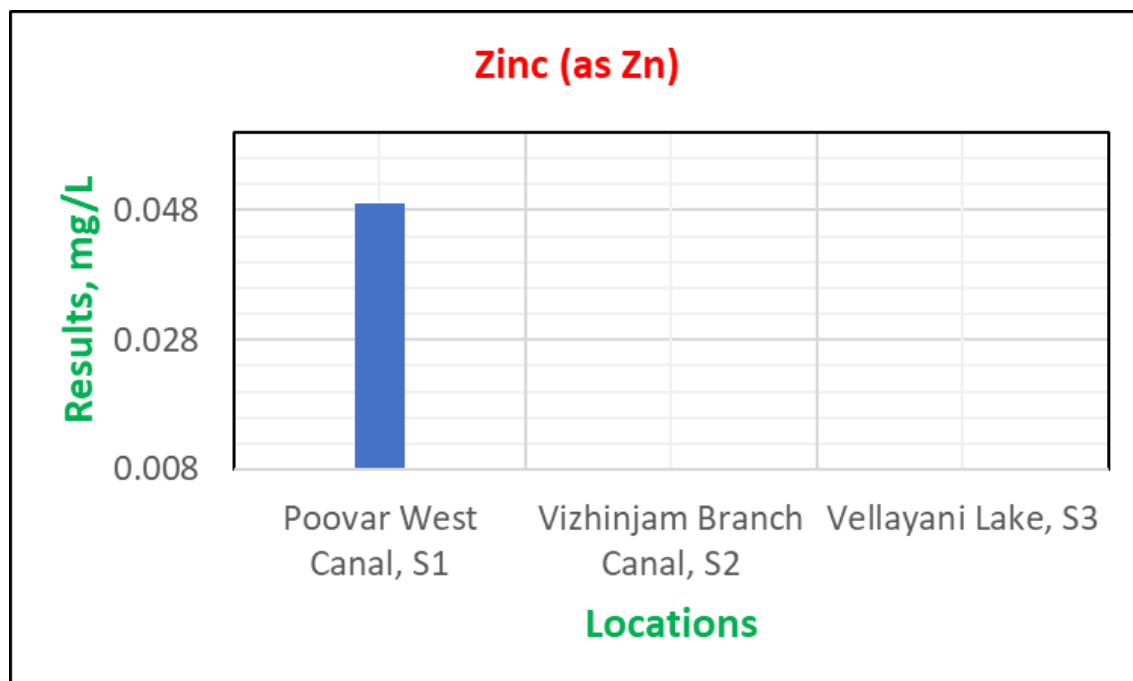 Zinc (as Zn)
Results, mg/L
0.048
0.028
0.008
Poovar West
Canal, S1
Vizhinjam Branch
Canal, S2
Vellayani Lake, S3
Locations